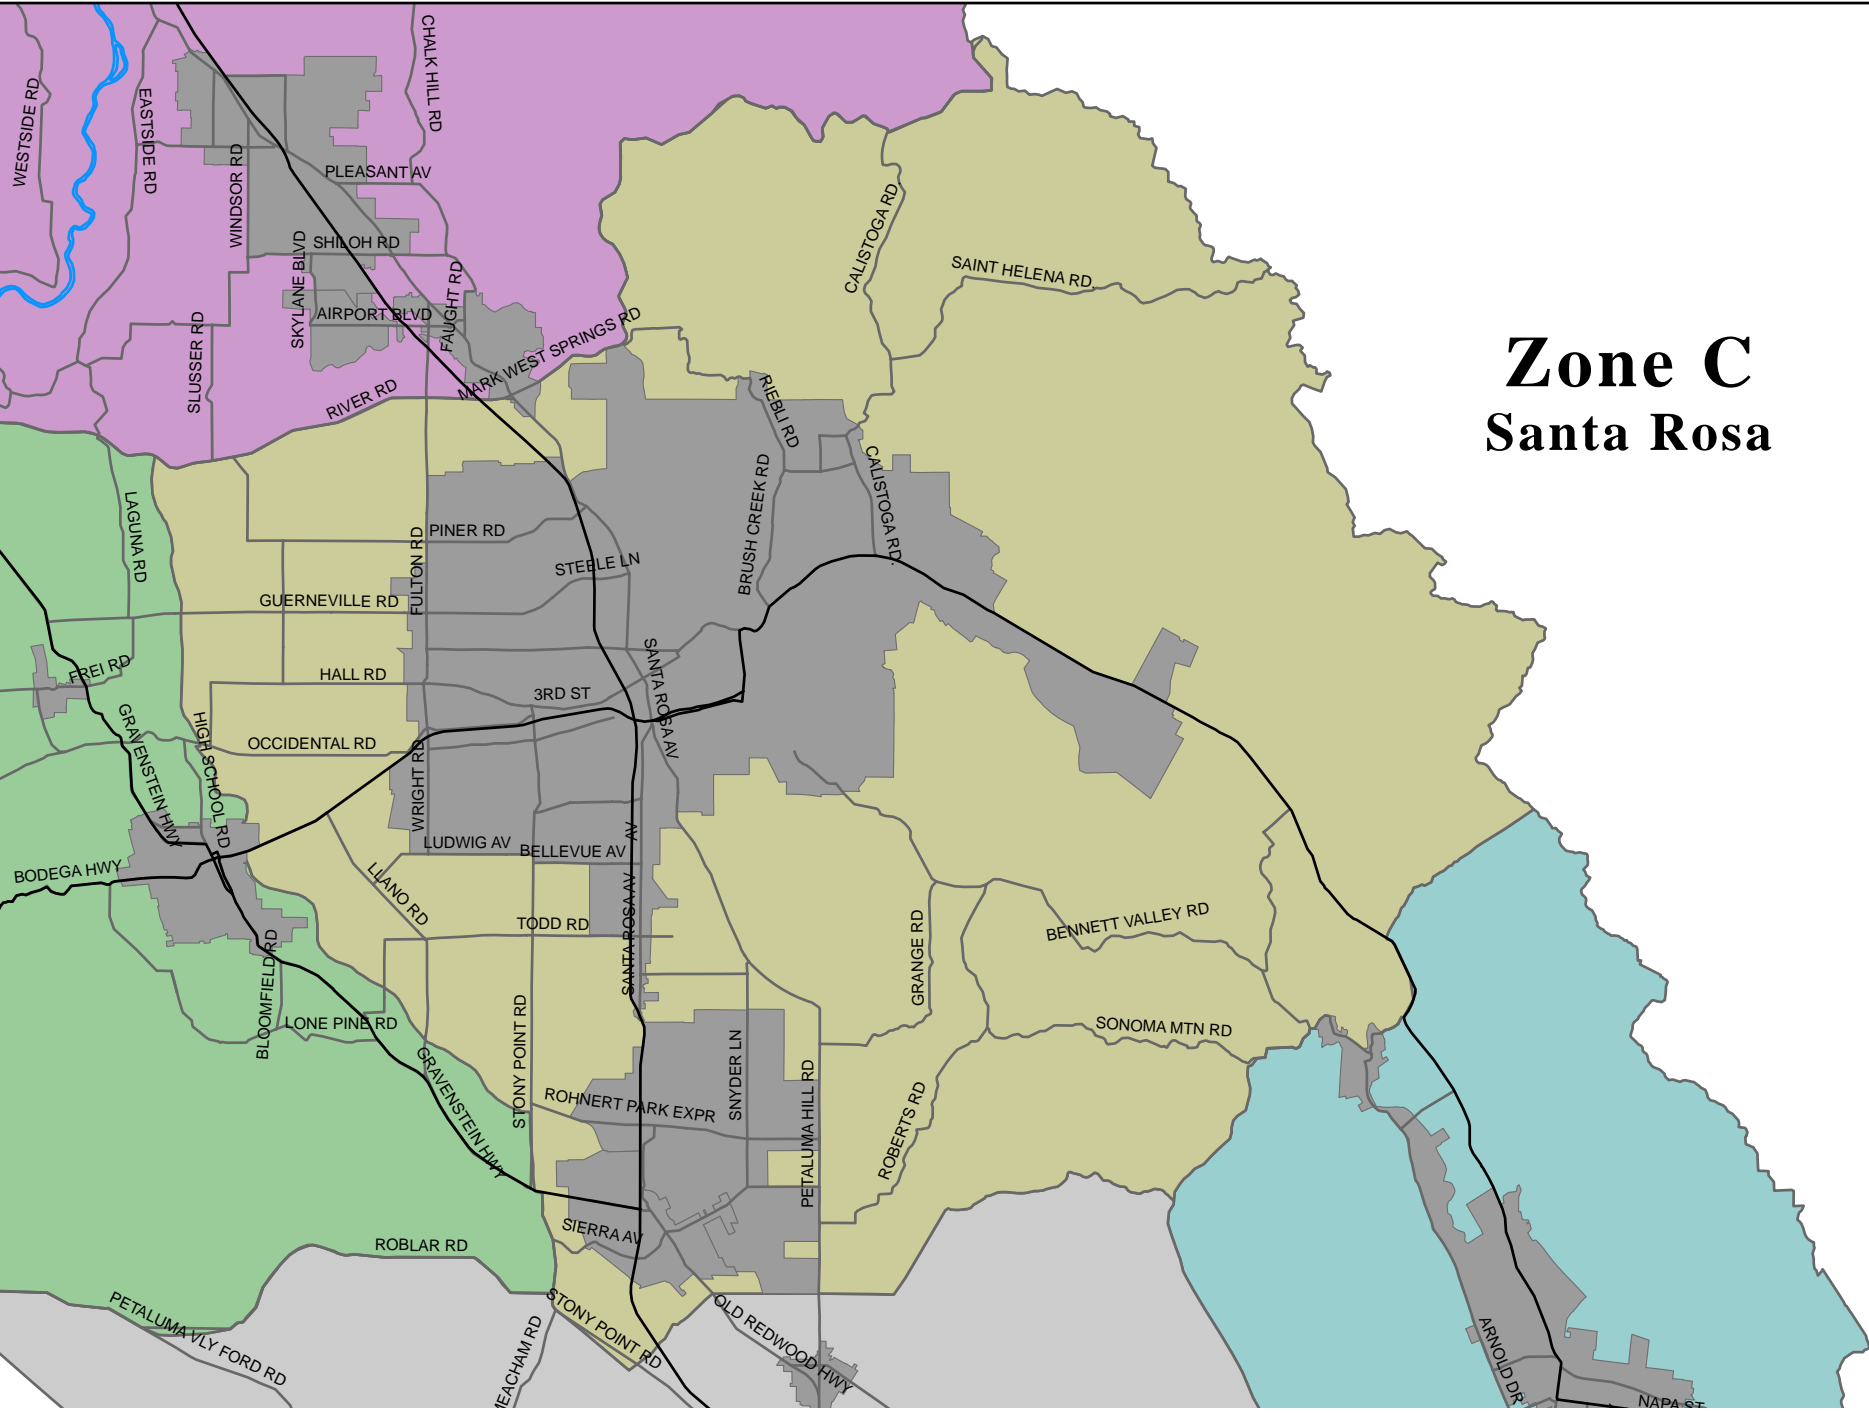 CHALK HILL RD
WESTSIDE RD
EASTSIDE RD
WINDSOR RD
PLEASANT AV
CALISTOGA RD.
SHILOH RD
SKYLANE BLVD
SAINT HELENA RD.
FAUGHT RD
AIRPORT BLVD
SLUSSER RD
MARK WEST SPRINGS RD
Zone C
Santa Rosa
RIVER RD
RIEBLI RD
CALISTOGA RD.
BRUSH CREEK RD
LAGUNA RD
PINER RD
FULTON RD
STEELE LN
GUERNEVILLE RD
FREI RD
HALL RD
3RD ST
SANTA ROSA AV
GRAVENSTEIN HWY
HIGH SCHOOL RD
OCCIDENTAL RD
WRIGHT RD
AV
LUDWIG AV
BELLEVUE AV
BODEGA HWY
LLANO RD
TODD RD
SANTA ROSA AV
GRANGE RD
BENNETT VALLEY RD
BLOOMFIELD RD
LONE PINE RD
STONY POINT RD
SNYDER LN
SONOMA MTN RD
GRAVENSTEIN HWY
ROHNERT PARK EXPR
PETALUMA HILL RD
ROBERTS RD
SIERRA AV
ROBLAR RD
PETALUMA VLY FORD RD
STONY POINT RD
OLD REDWOOD HWY
MEACHAM RD
ARNOLD DR
NAPA ST